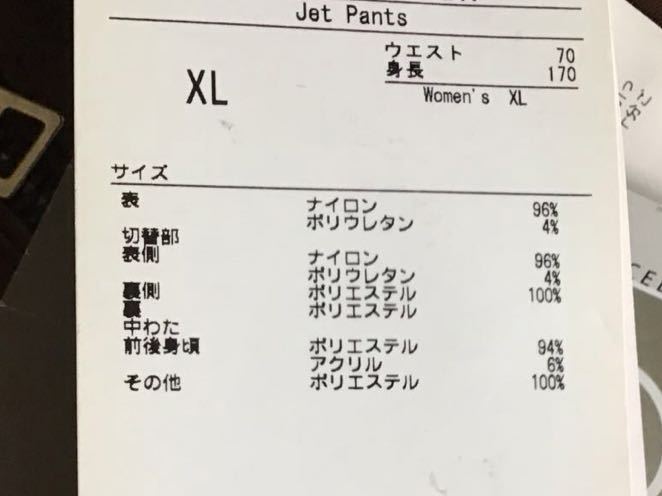 Jet Pants
ウエスト 70
身長 170
XL
Women's XL
サイズ
表 ナイロン 96%
ポリウレタン 4%
切替部
表側 ナイロン 96%
ポリウレタン 4%
裏側 ポリエステル 100%
裏 ポリエステル
中わた
前後身頃 ポリエステル 94%
アクリル 6%
その他 ポリエステル 100%
CEL